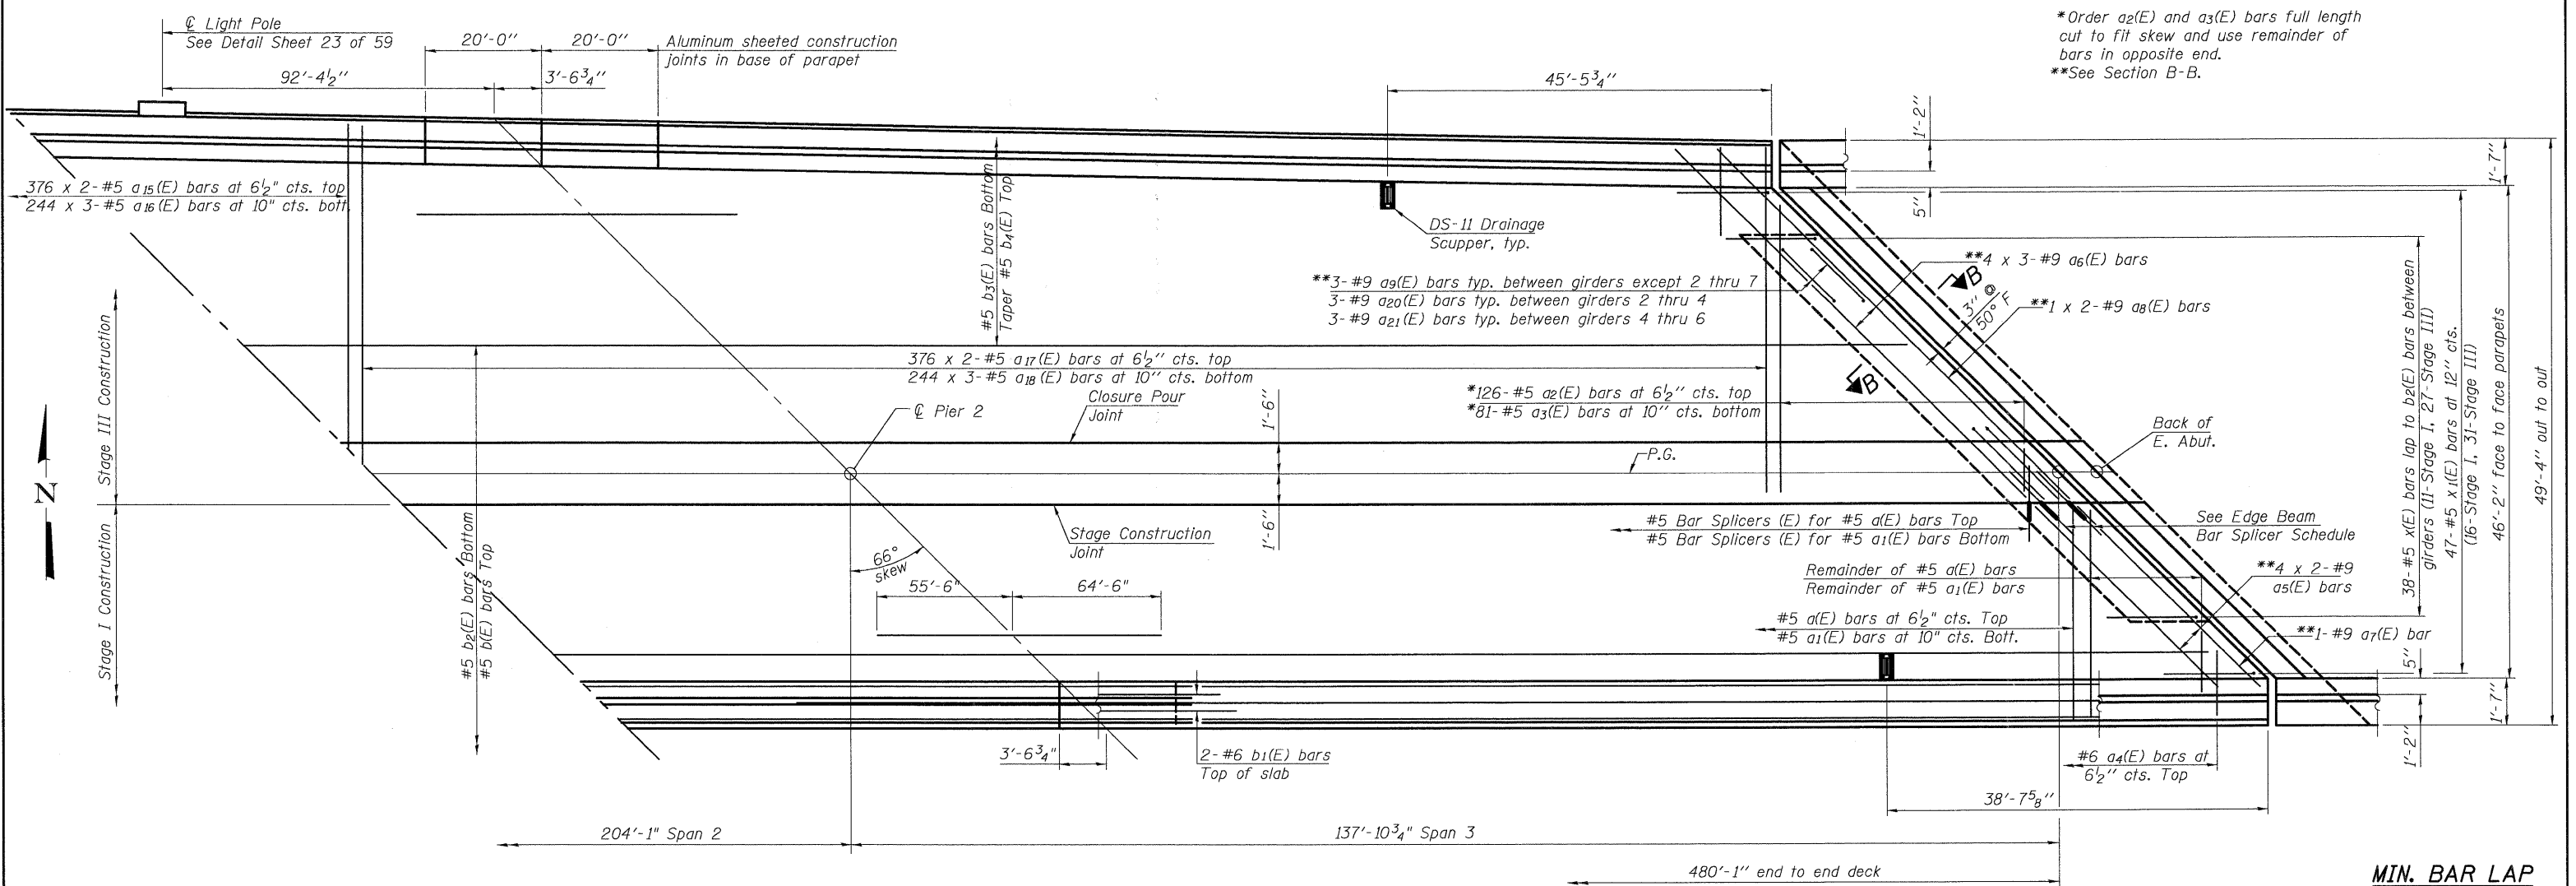 ℄ Light Pole
See Detail Sheet 23 of 59
20'-0"
20'-0"
Aluminum sheeted construction
joints in base of parapet
92'-4½"
3'-6¾"
45'-5¾"
*Order a2(E) and a3(E) bars full length
cut to fit skew and use remainder of
bars in opposite end.
**See Section B-B.
1'-2"
1'-7"
5"
376 x 2-#5 a15(E) bars at 6½" cts. top
244 x 3-#5 a16(E) bars at 10" cts. bott.
#5 b3(E) bars Bottom
Taper #5 b4(E) Top
DS-11 Drainage
Scupper, typ.
**3-#9 a9(E) bars typ. between girders except 2 thru 7
3-#9 a20(E) bars typ. between girders 2 thru 4
3-#9 a21(E) bars typ. between girders 4 thru 6
**4 x 3-#9 a6(E) bars
B
3" @
50° F
**1 x 2-#9 a8(E) bars
376 x 2-#5 a17(E) bars at 6½" cts. top
244 x 3-#5 a18(E) bars at 10" cts. bottom
B
*126-#5 a2(E) bars at 6½" cts. top
*81-#5 a3(E) bars at 10" cts. bottom
Closure Pour
Joint
℄ Pier 2
1'-6"
P.G.
1'-6"
Back of
E. Abut.
N
Stage III Construction
Stage I Construction
#5 b2(E) bars Bottom
#5 b(E) bars Top
Stage Construction
Joint
66°
skew
55'-6"
64'-6"
#5 Bar Splicers (E) for #5 a(E) bars Top
#5 Bar Splicers (E) for #5 a1(E) bars Bottom
See Edge Beam
Bar Splicer Schedule
Remainder of #5 a(E) bars
Remainder of #5 a1(E) bars
**4 x 2-#9
a5(E) bars
#5 a(E) bars at 6½" cts. Top
#5 a1(E) bars at 10" cts. Bott.
**1-#9 a7(E) bar
38-#5 x(E) bars lap to b2(E) bars between
girders (11-Stage I, 27-Stage III)
47-#5 x1(E) bars at 12" cts.
(16-Stage I, 31-Stage III)
46'-2" face to face parapets
49'-4" out to out
5"
1'-7"
1'-2"
3'-6¾"
2-#6 b1(E) bars
Top of slab
#6 a4(E) bars at
6½" cts. Top
38'-7⅝"
204'-1" Span 2
137'-10¾" Span 3
480'-1" end to end deck
MIN. BAR LAP